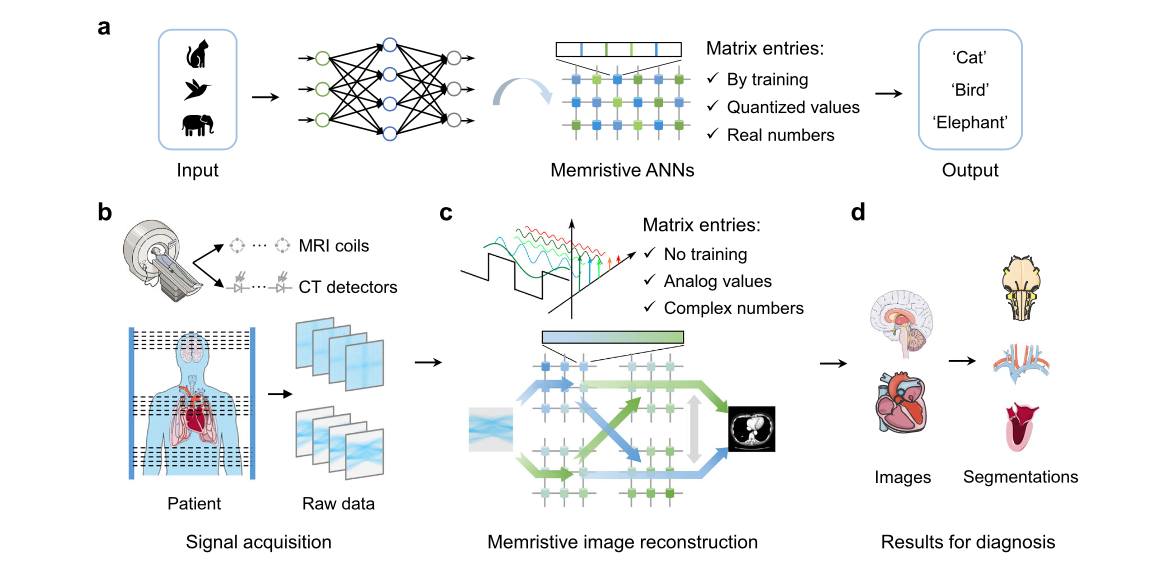 a
Input
Matrix entries:
✓ By training
✓ Quantized values
✓ Real numbers
Memristive ANNs
‘Cat’
‘Bird’
‘Elephant’
Output
b
MRI coils
CT detectors
Patient
Raw data
Signal acquisition
c
Matrix entries:
✓ No training
✓ Analog values
✓ Complex numbers
Memristive image reconstruction
d
Images
Segmentations
Results for diagnosis